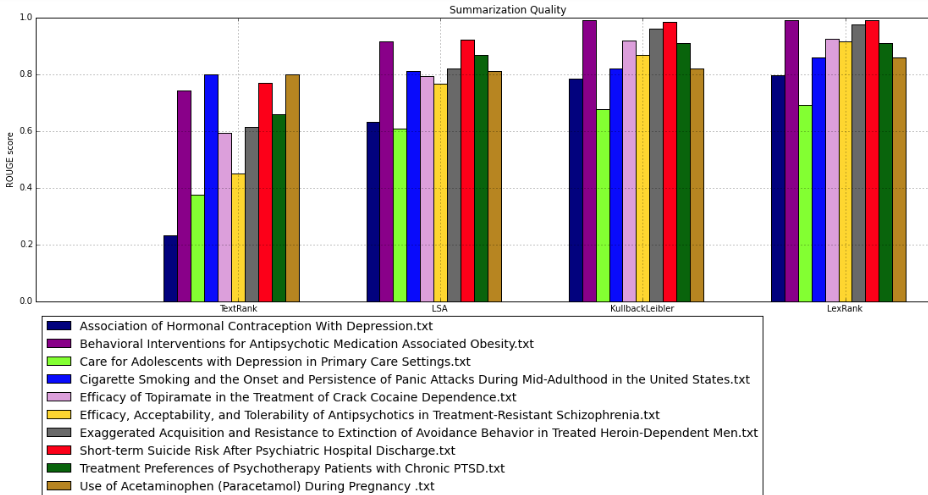 Summarization Quality
1.0
0.8
0.6
0.4
0.2
0.0
ROUGE score
TextRank LSA KullbackLeibler LexRank
Association of Hormonal Contraception With Depression.txt
Behavioral Interventions for Antipsychotic Medication Associated Obesity.txt
Care for Adolescents with Depression in Primary Care Settings.txt
Cigarette Smoking and the Onset and Persistence of Panic Attacks During Mid-Adulthood in the United States.txt
Efficacy of Topiramate in the Treatment of Crack Cocaine Dependence.txt
Efficacy, Acceptability, and Tolerability of Antipsychotics in Treatment-Resistant Schizophrenia.txt
Exaggerated Acquisition and Resistance to Extinction of Avoidance Behavior in Treated Heroin-Dependent Men.txt
Short-term Suicide Risk After Psychiatric Hospital Discharge.txt
Treatment Preferences of Psychotherapy Patients with Chronic PTSD.txt
Use of Acetaminophen (Paracetamol) During Pregnancy .txt